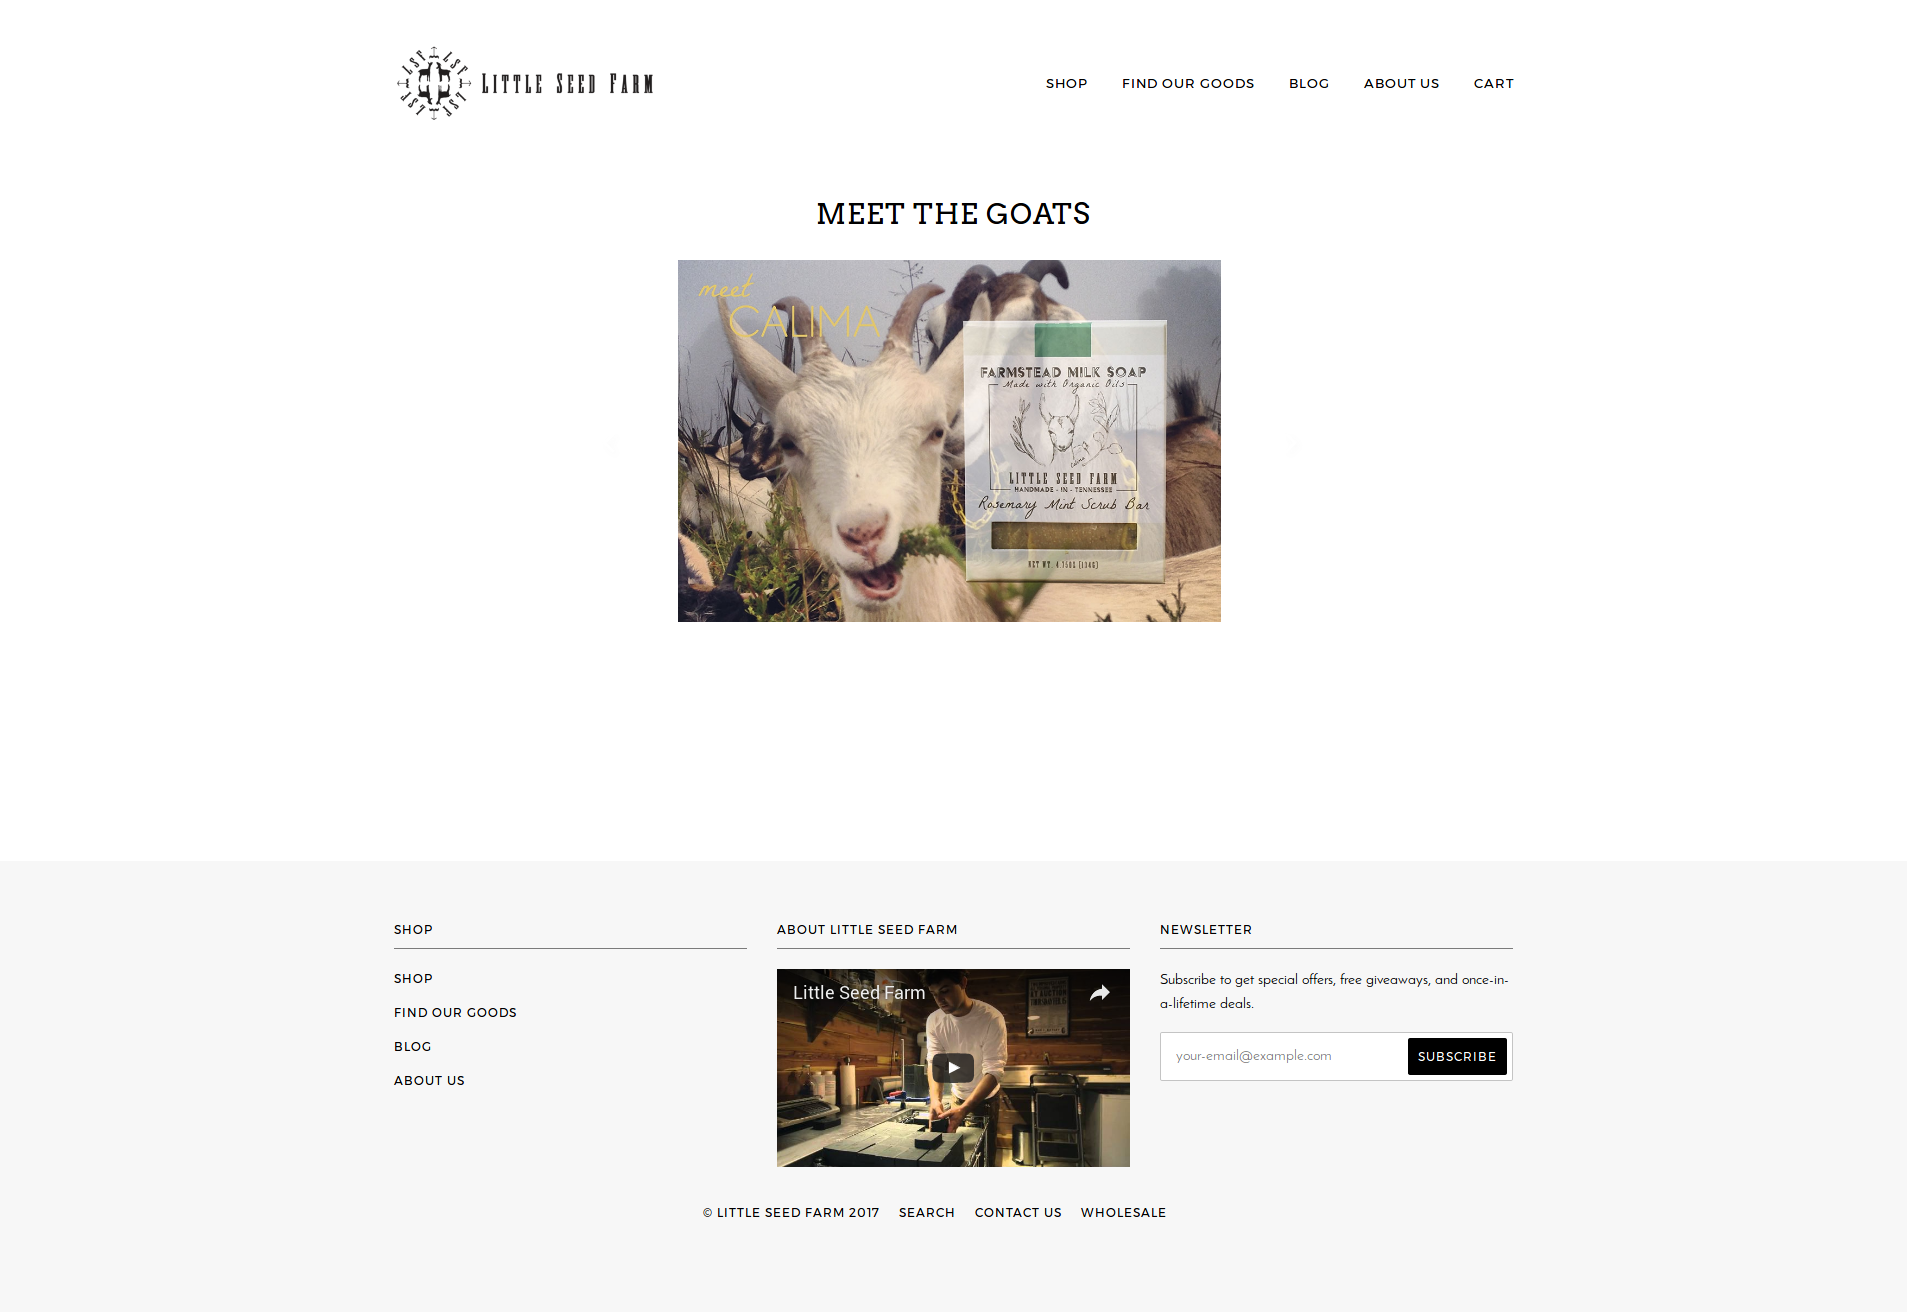 LITTLE SEED FARM
SHOP FIND OUR GOODS BLOG ABOUT US CART
MEET THE GOATS
meet
CALIMA
FARMSTEAD MILK SOAP
Made with Organic Oils
LITTLE SEED FARM
HANDMADE - IN - TENNESSEE
Rosemary Mint Scrub Bar
NET WT. 4.75OZ (134G)
SHOP
SHOP
FIND OUR GOODS
BLOG
ABOUT US
ABOUT LITTLE SEED FARM
Little Seed Farm
NEWSLETTER
Subscribe to get special offers, free giveaways, and once-in-
a-lifetime deals.
your-email@example.com SUBSCRIBE
© LITTLE SEED FARM 2017 SEARCH CONTACT US WHOLESALE